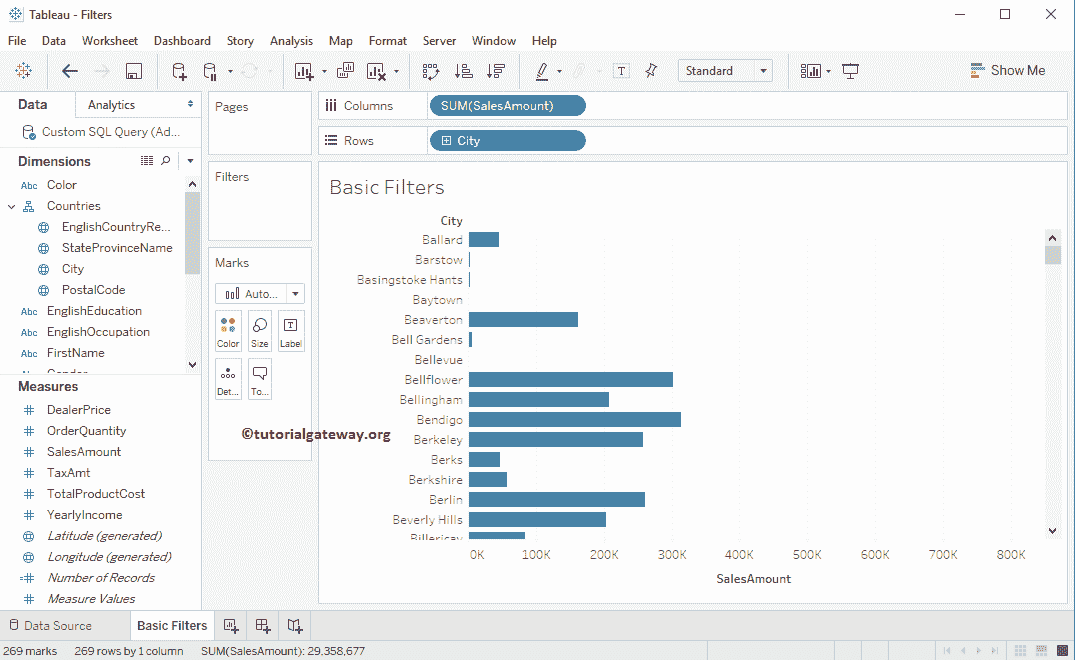 Tableau - Filters
File Data Worksheet Dashboard Story Analysis Map Format Server Window Help
Standard
Show Me
Data Analytics
Custom SQL Query (Ad...
Dimensions
Abc Color
Countries
EnglishCountryRe...
StateProvinceName
City
PostalCode
Abc EnglishEducation
Abc EnglishOccupation
Abc FirstName
Measures
# DealerPrice
# OrderQuantity
# SalesAmount
# TaxAmt
# TotalProductCost
# YearlyIncome
Latitude (generated)
Longitude (generated)
=# Number of Records
# Measure Values
Pages
Filters
Marks
Auto...
Color Size Label
Det... To...
©tutorialgateway.org
Columns SUM(SalesAmount)
Rows City
Basic Filters
City
Ballard
Barstow
Basingstoke Hants
Baytown
Beaverton
Bell Gardens
Bellevue
Bellflower
Bellingham
Bendigo
Berkeley
Berks
Berkshire
Berlin
Beverly Hills
Billericay
0K 100K 200K 300K 400K 500K 600K 700K 800K
SalesAmount
Data Source Basic Filters
269 marks 269 rows by 1 column SUM(SalesAmount): 29,358,677